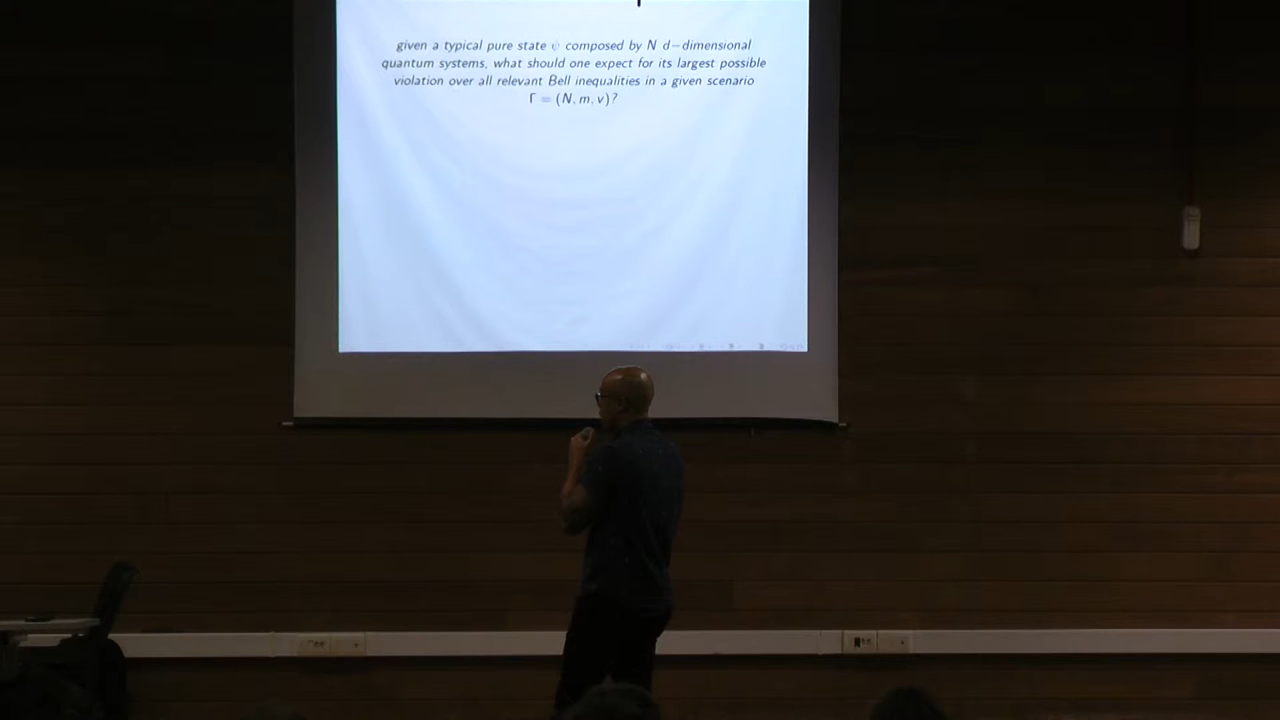 given a typical pure state ψ composed by N d−dimensional
quantum systems, what should one expect for its largest possible
violation over all relevant Bell inequalities in a given scenario
Γ = (N, m, v)?